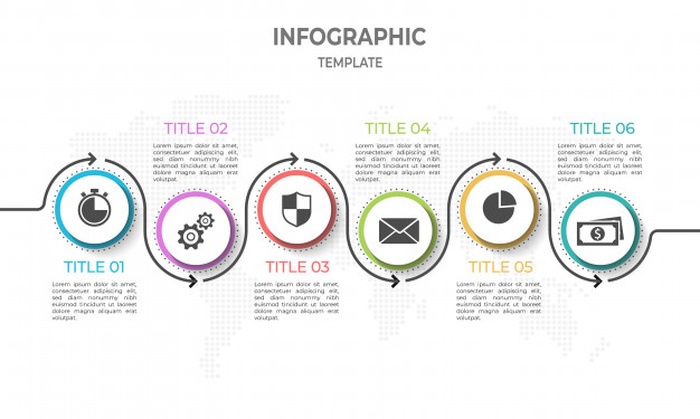 INFOGRAPHIC
TEMPLATE
TITLE 02
Lorem ipsum dolor sit amet,
consectetuer adipiscing elit,
sed diam nonummy nibh
euismod tincidunt ut laoreet
dolore magna aliquam erat
volutpat.
TITLE 04
Lorem ipsum dolor sit amet,
consectetuer adipiscing elit,
sed diam nonummy nibh
euismod tincidunt ut laoreet
dolore magna aliquam erat
volutpat.
TITLE 06
Lorem ipsum dolor sit amet,
consectetuer adipiscing elit,
sed diam nonummy nibh
euismod tincidunt ut laoreet
dolore magna aliquam erat
volutpat.
$
TITLE 01
Lorem ipsum dolor sit amet,
consectetuer adipiscing elit,
sed diam nonummy nibh
euismod tincidunt ut laoreet
dolore magna aliquam erat
volutpat.
TITLE 03
Lorem ipsum dolor sit amet,
consectetuer adipiscing elit,
sed diam nonummy nibh
euismod tincidunt ut laoreet
dolore magna aliquam erat
volutpat.
TITLE 05
Lorem ipsum dolor sit amet,
consectetuer adipiscing elit,
sed diam nonummy nibh
euismod tincidunt ut laoreet
dolore magna aliquam erat
volutpat.